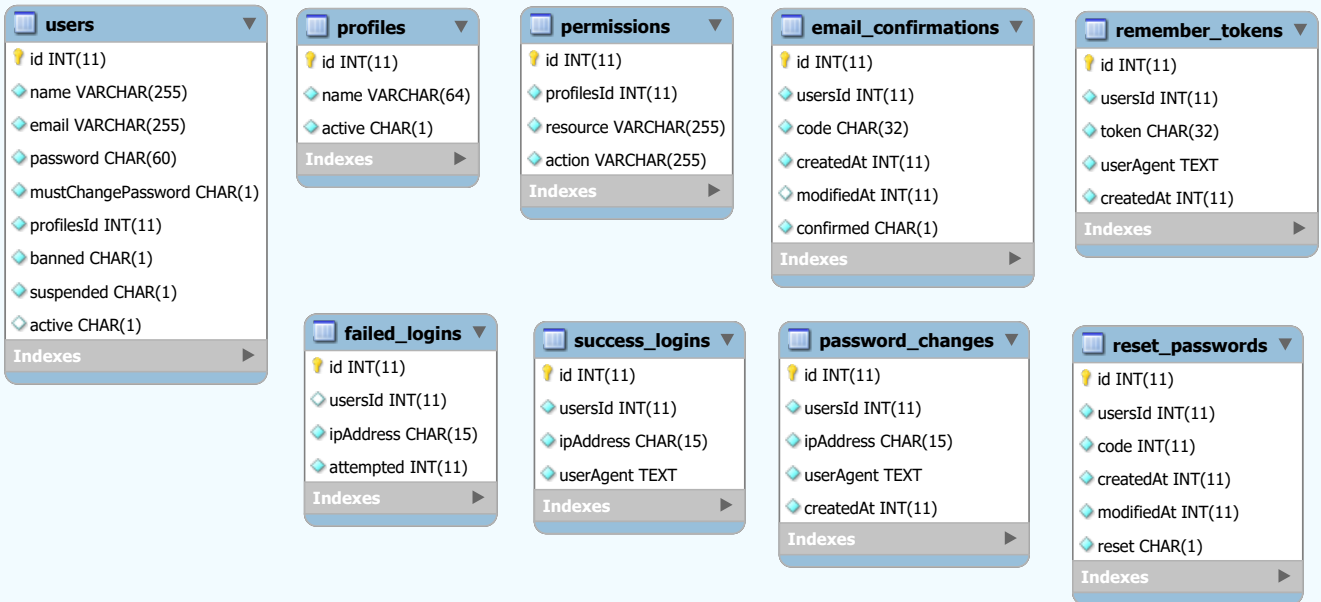 users
id INT(11)
name VARCHAR(255)
email VARCHAR(255)
password CHAR(60)
mustChangePassword CHAR(1)
profilesId INT(11)
banned CHAR(1)
suspended CHAR(1)
active CHAR(1)
Indexes
profiles
id INT(11)
name VARCHAR(64)
active CHAR(1)
Indexes
permissions
id INT(11)
profilesId INT(11)
resource VARCHAR(255)
action VARCHAR(255)
Indexes
email_confirmations
id INT(11)
usersId INT(11)
code CHAR(32)
createdAt INT(11)
modifiedAt INT(11)
confirmed CHAR(1)
Indexes
remember_tokens
id INT(11)
usersId INT(11)
token CHAR(32)
userAgent TEXT
createdAt INT(11)
Indexes
failed_logins
id INT(11)
usersId INT(11)
ipAddress CHAR(15)
attempted INT(11)
Indexes
success_logins
id INT(11)
usersId INT(11)
ipAddress CHAR(15)
userAgent TEXT
Indexes
password_changes
id INT(11)
usersId INT(11)
ipAddress CHAR(15)
userAgent TEXT
createdAt INT(11)
Indexes
reset_passwords
id INT(11)
usersId INT(11)
code INT(11)
createdAt INT(11)
modifiedAt INT(11)
reset CHAR(1)
Indexes